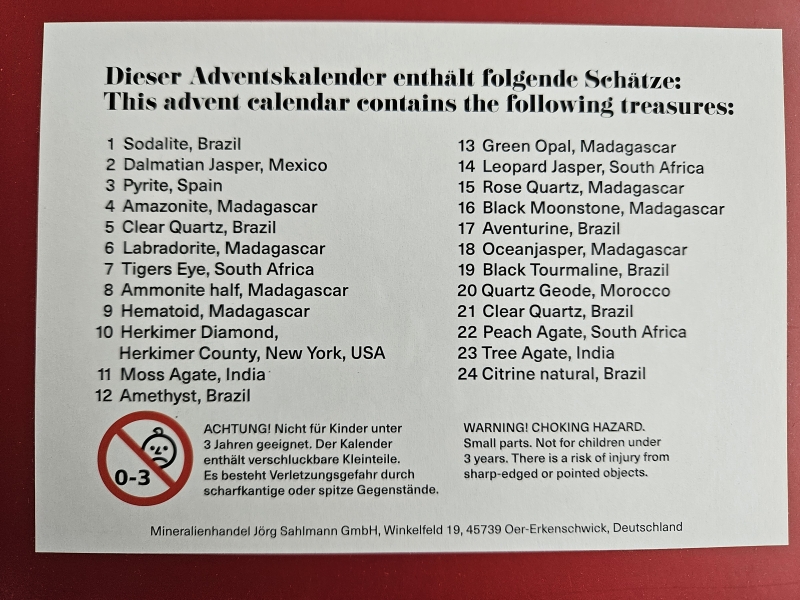 Dieser Adventskalender enthält folgende Schätze:
This advent calendar contains the following treasures:
1 Sodalite, Brazil
2 Dalmatian Jasper, Mexico
3 Pyrite, Spain
4 Amazonite, Madagascar
5 Clear Quartz, Brazil
6 Labradorite, Madagascar
7 Tigers Eye, South Africa
8 Ammonite half, Madagascar
9 Hematoid, Madagascar
10 Herkimer Diamond,
Herkimer County, New York, USA
11 Moss Agate, India
12 Amethyst, Brazil
13 Green Opal, Madagascar
14 Leopard Jasper, South Africa
15 Rose Quartz, Madagascar
16 Black Moonstone, Madagascar
17 Aventurine, Brazil
18 Oceanjasper, Madagascar
19 Black Tourmaline, Brazil
20 Quartz Geode, Morocco
21 Clear Quartz, Brazil
22 Peach Agate, South Africa
23 Tree Agate, India
24 Citrine natural, Brazil
0-3
ACHTUNG! Nicht für Kinder unter
3 Jahren geeignet. Der Kalender
enthält verschluckbare Kleinteile.
Es besteht Verletzungsgefahr durch
scharfkantige oder spitze Gegenstände.
WARNING! CHOKING HAZARD.
Small parts. Not for children under
3 years. There is a risk of injury from
sharp-edged or pointed objects.
Mineralienhandel Jörg Sahlmann GmbH, Winkelfeld 19, 45739 Oer-Erkenschwick, Deutschland